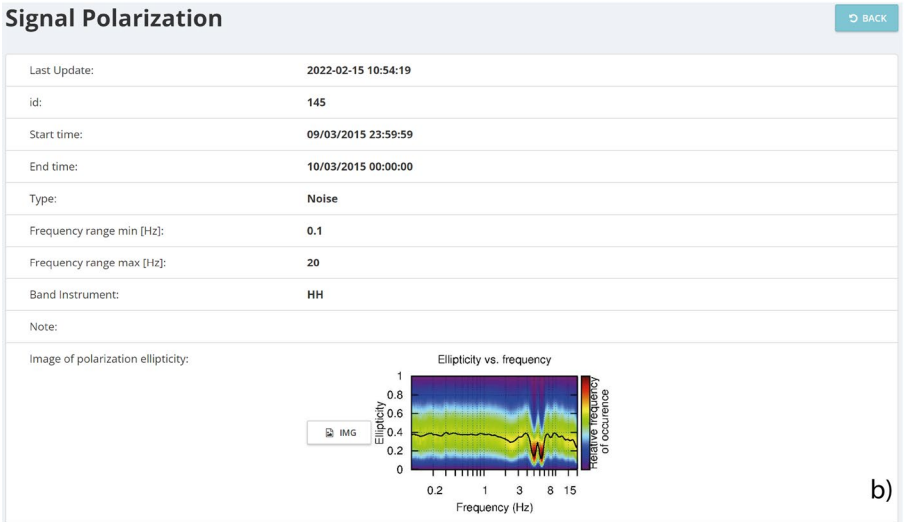 Signal Polarization
BACK
Last Update: 2022-02-15 10:54:19
id: 145
Start time: 09/03/2015 23:59:59
End time: 10/03/2015 00:00:00
Type: Noise
Frequency range min [Hz]: 0.1
Frequency range max [Hz]: 20
Band Instrument: HH
Note:
Image of polarization ellipticity:
IMG
Ellipticity vs. frequency
Ellipticity
1
0.8
0.6
0.4
0.2
0
0.2 1 3 8 15
Frequency (Hz)
Relative frequency
of occurence
b)